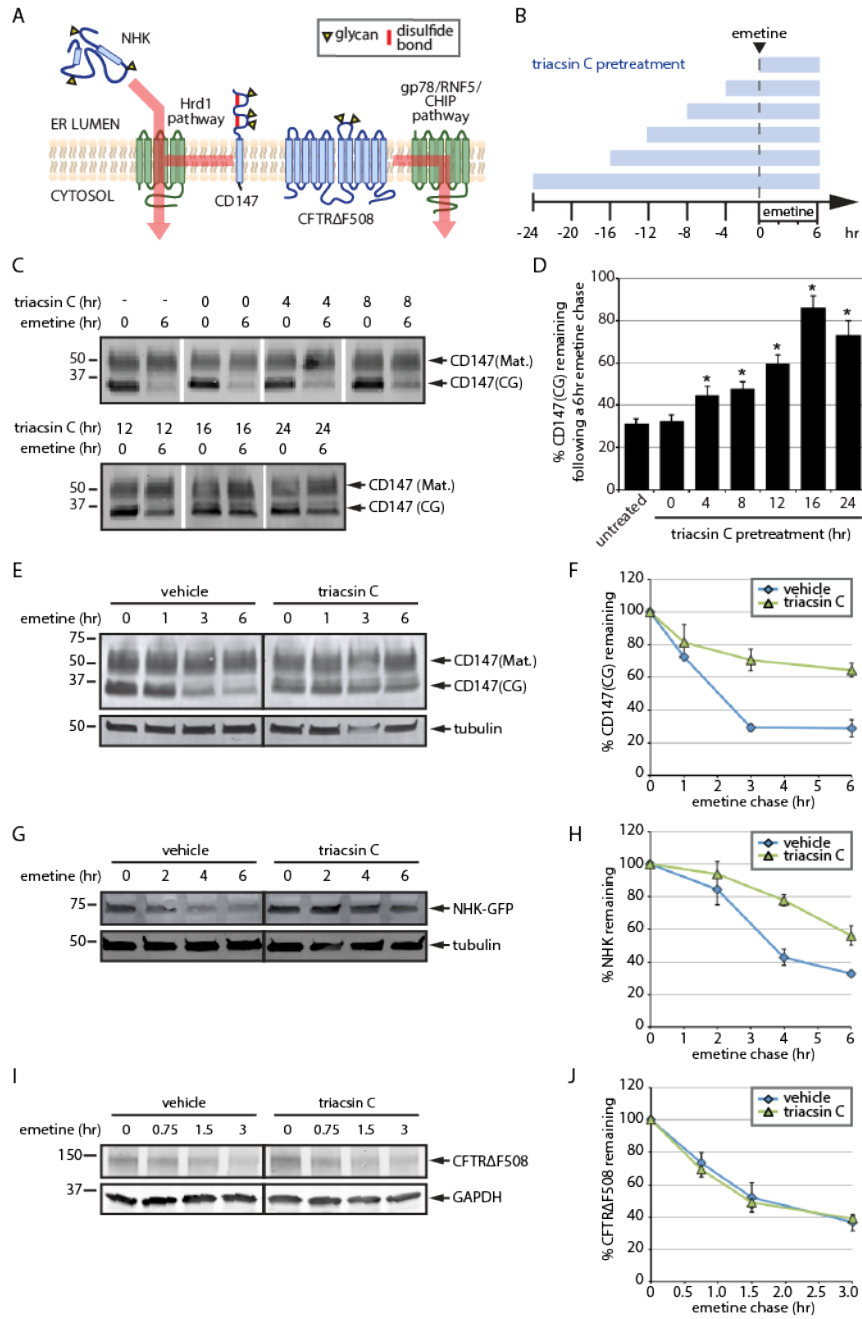 A
NHK
glycan
disulfide
bond
Hrd1
pathway
gp78/RNF5/
CHIP
pathway
ER LUMEN
CYTOSOL
CD147
CFTRΔF508
B
emetine
triacsin C pretreatment
emetine
-24 -20 -16 -12 -8 -4 0 6 hr
C
triacsin C (hr) - - 0 0 4 4 8 8
emetine (hr) 0 6 0 6 0 6 0 6
50
CD147(Mat.)
37
CD147(CG)
triacsin C (hr) 12 12 16 16 24 24
emetine (hr) 0 6 0 6 0 6
50
CD147 (Mat.)
37
CD147 (CG)
D
% CD147(CG) remaining
following a 6hr emetine chase
100
80
60
40
20
0
* * * * *
untreated 0 4 8 12 16 24
triacsin C pretreatment (hr)
E
vehicle triacsin C
emetine (hr) 0 1 3 6 0 1 3 6
75
50
CD147(Mat.)
37
CD147(CG)
50
tubulin
F
% CD147(CG) remaining
120
100
80
60
40
20
0
vehicle
triacsin C
0 1 2 3 4 5 6
emetine chase (hr)
G
vehicle triacsin C
emetine (hr) 0 2 4 6 0 2 4 6
75
NHK-GFP
50
tubulin
H
% NHK remaining
120
100
80
60
40
20
0
vehicle
triacsin C
0 1 2 3 4 5 6
emetine chase (hr)
I
vehicle triacsin C
emetine (hr) 0 0.75 1.5 3 0 0.75 1.5 3
150
CFTRΔF508
37
GAPDH
J
% CFTRΔF508 remaining
120
100
80
60
40
20
0
vehicle
triacsin C
0 0.5 1.0 1.5 2.0 2.5 3.0
emetine chase (hr)